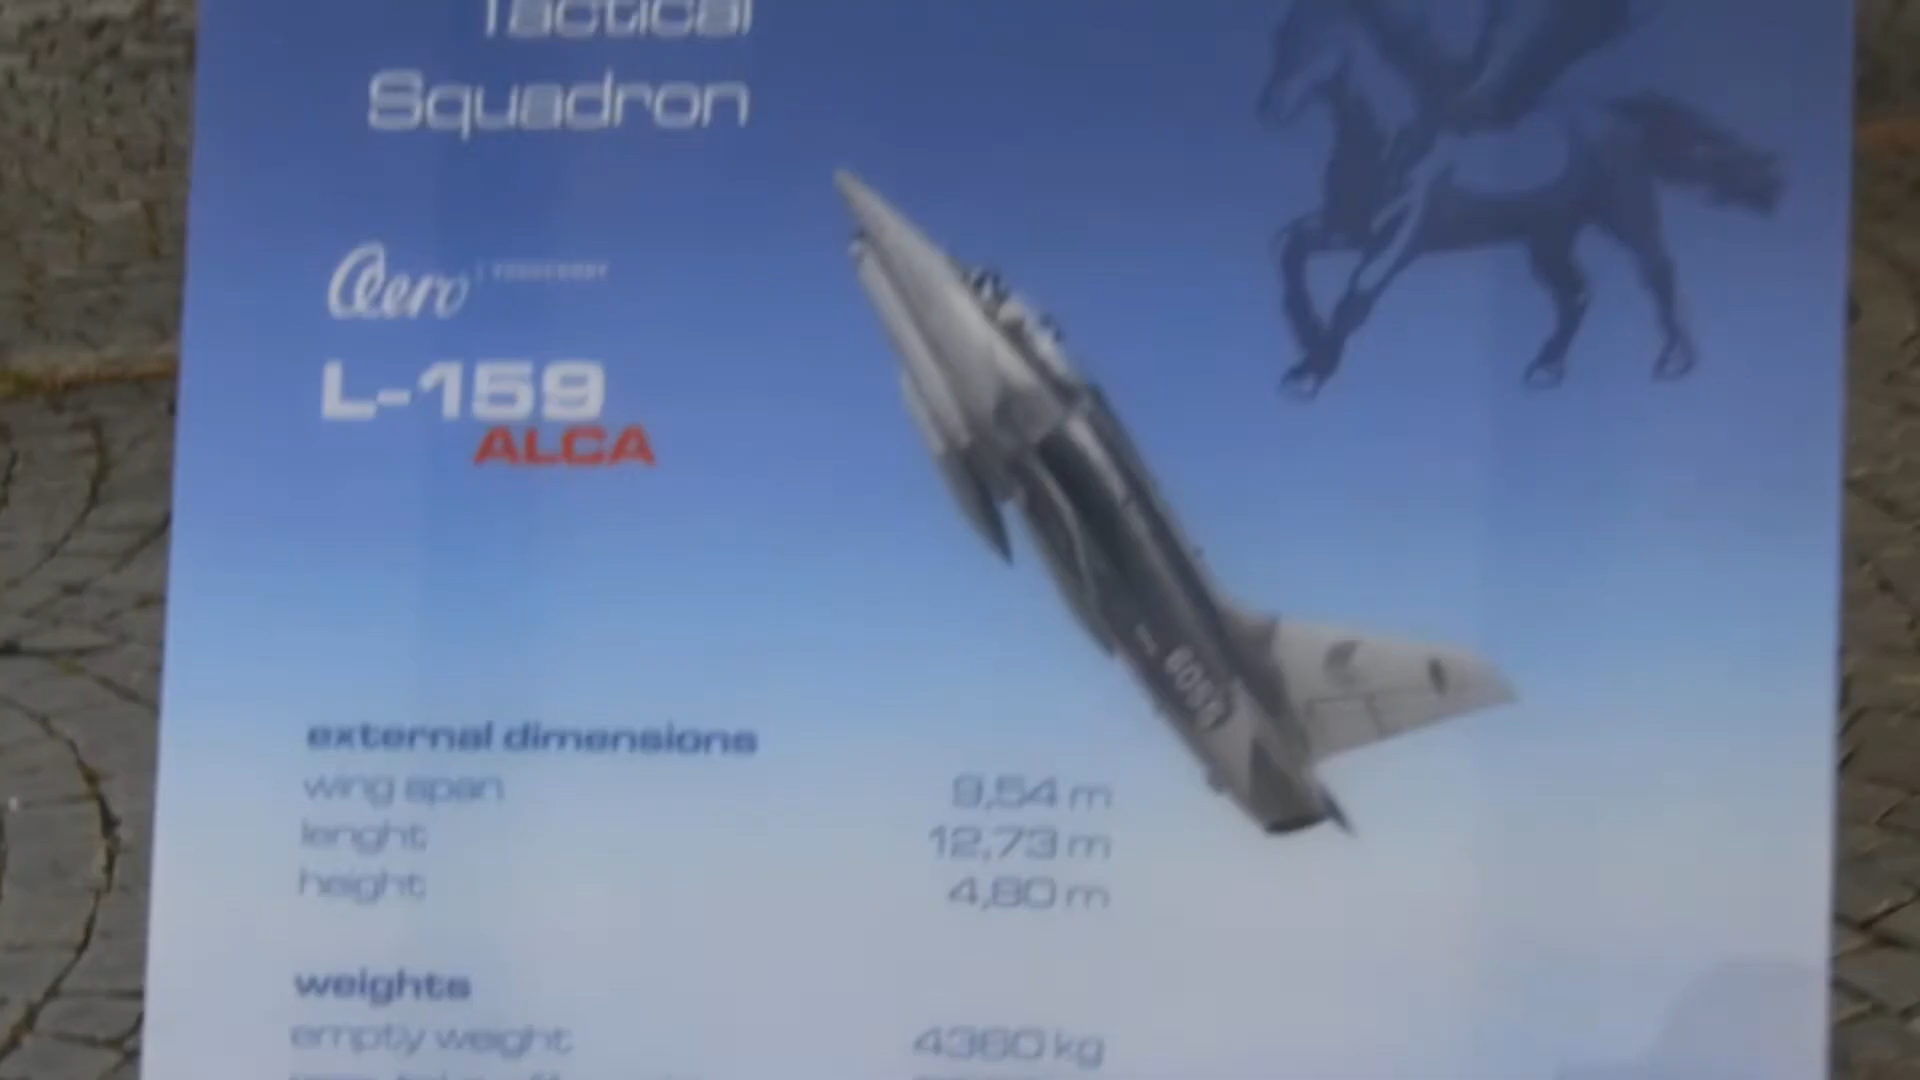 Tactical
Squadron
aero
L-159
ALCA
external dimensions
wing span 9,54 m
lenght 12,73 m
height 4,80 m
weights
empty weight 4360 kg